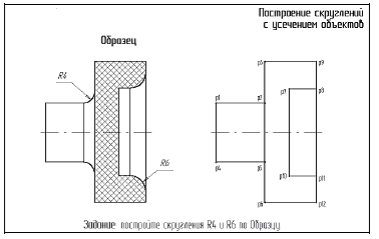 Построение скруглений
с усечением объектов
Образец
R4
R6
p6 p9
p7 p8
p1 p2
p4 p5
p10 p11
p6 p12
Задание: постройте скругления R4 и R6 по Образцу